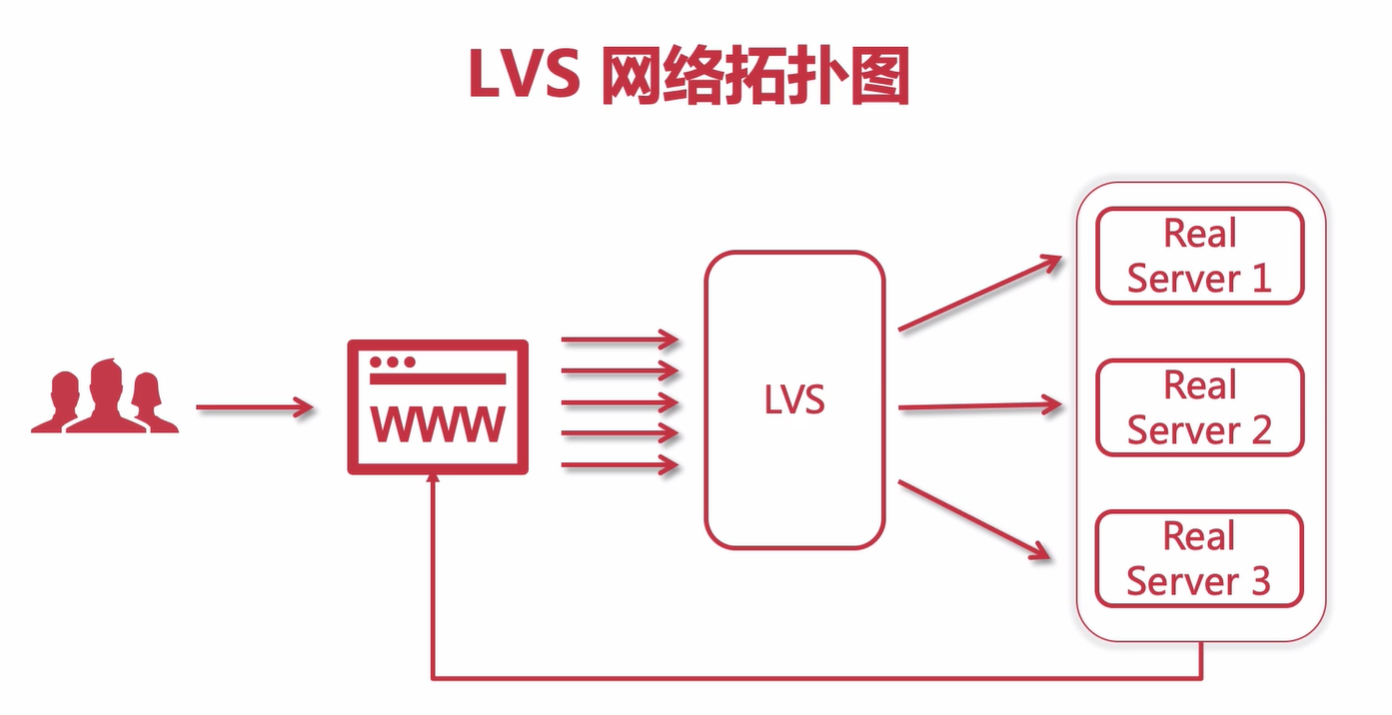 LVS 网络拓扑图
WWW
LVS
Real
Server 1
Real
Server 2
Real
Server 3